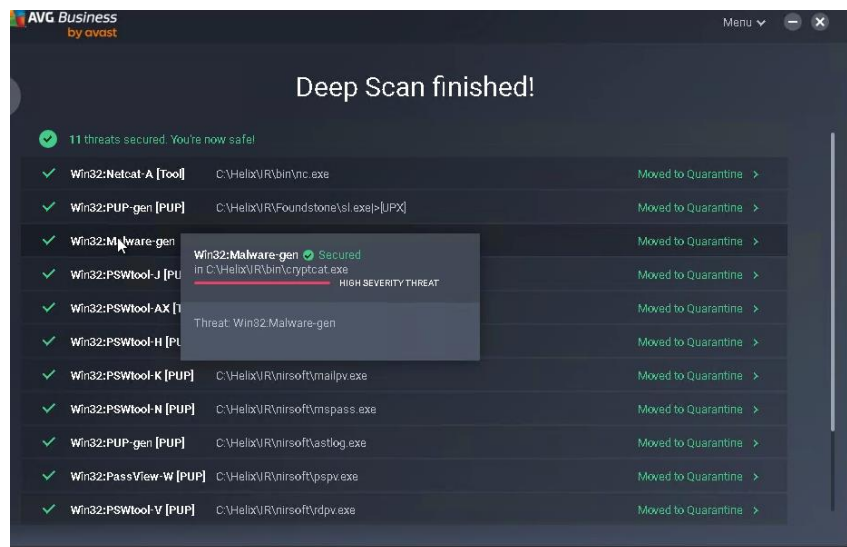 AVG Business
by avast
Menu
Deep Scan finished!
11 threats secured. You're now safe!
Win32:Netcat-A [Tool] C:\Helix\IR\bin\nc.exe Moved to Quarantine >
Win32:PUP-gen [PUP] C:\Helix\IR\Foundstone\sl.exe|>[UPX] Moved to Quarantine >
Win32:Malware-gen Moved to Quarantine >
Win32:Malware-gen Secured
in C:\Helix\IR\bin\cryptcat.exe
HIGH SEVERITY THREAT
Threat: Win32:Malware-gen
Win32:PSWtool-J [PU Moved to Quarantine >
Win32:PSWtool-AX [T Moved to Quarantine >
Win32:PSWtool-H [PU Moved to Quarantine >
Win32:PSWtool-K [PUP] C:\Helix\IR\nirsoft\mailpv.exe Moved to Quarantine >
Win32:PSWtool-N [PUP] C:\Helix\IR\nirsoft\mspass.exe Moved to Quarantine >
Win32:PUP-gen [PUP] C:\Helix\IR\nirsoft\astlog.exe Moved to Quarantine >
Win32:PassView-W [PUP] C:\Helix\IR\nirsoft\pspv.exe Moved to Quarantine >
Win32:PSWtool-V [PUP] C:\Helix\IR\nirsoft\rdpv.exe Moved to Quarantine >